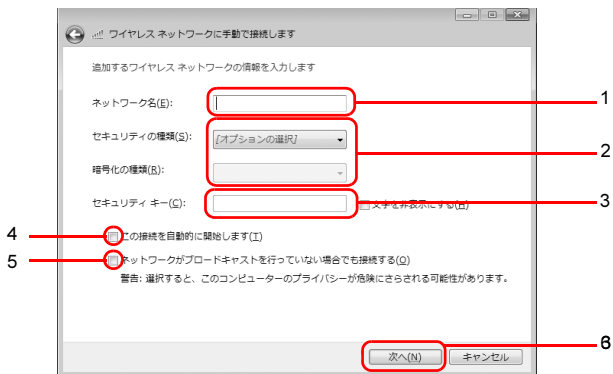 ワイヤレス ネットワークに手動で接続します
追加するワイヤレス ネットワークの情報を入力します
ネットワーク名(E):
1
セキュリティの種類(S):
[オプションの選択]
2
暗号化の種類(R):
セキュリティ キー(C):
文字を非表示にする(H)
3
4
この接続を自動的に開始します(T)
5
ネットワークがブロードキャストを行っていない場合でも接続する(O)
警告: 選択すると、このコンピューターのプライバシーが危険にさらされる可能性があります。
次へ(N)
キャンセル
6